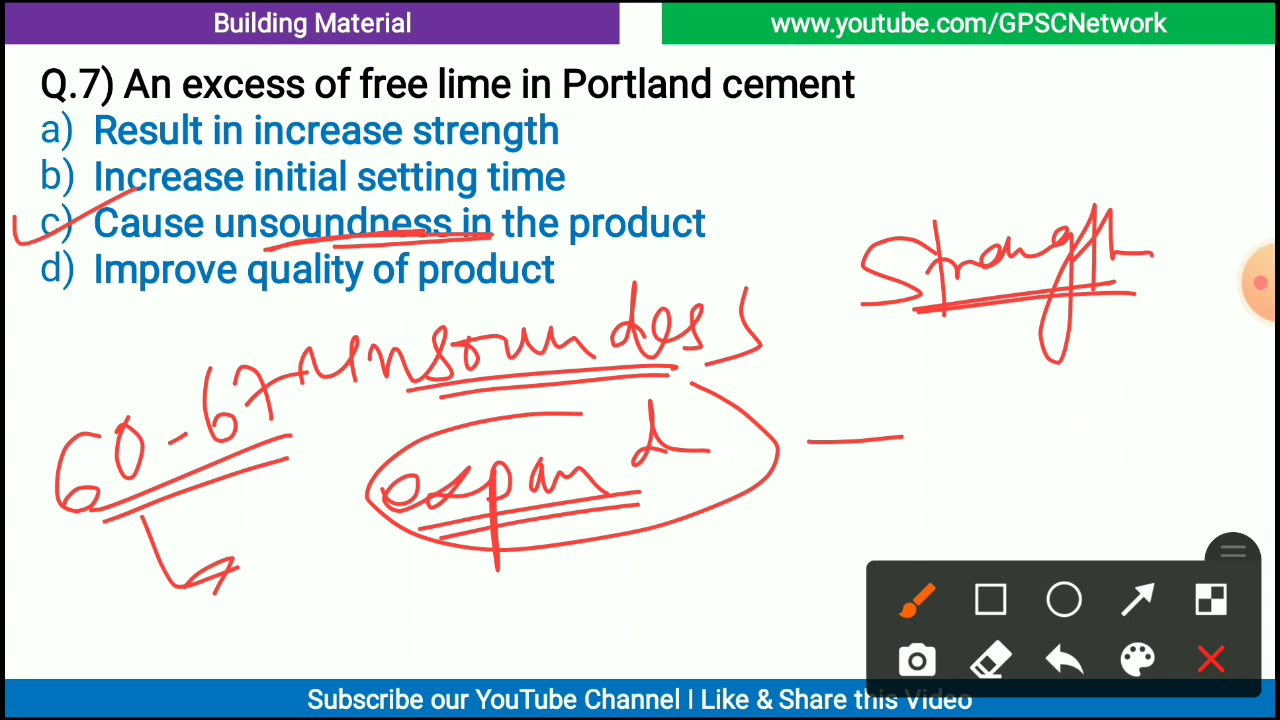 Building Material
www.youtube.com/GPSCNetwork
Q.7) An excess of free lime in Portland cement
a) Result in increase strength
b) Increase initial setting time
c) Cause unsoundness in the product
d) Improve quality of product
Strength
60-67%
Unsoundess
expand
Subscribe our YouTube Channel I Like & Share this Video